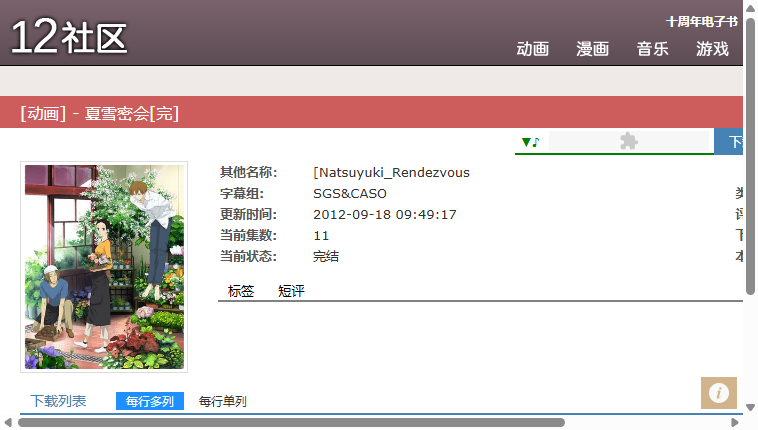 12社区
十周年电子书
动画 漫画 音乐 游戏
[动画] - 夏雪密会[完]
▼♪
其他名称: [Natsuyuki_Rendezvous
字幕组: SGS&CASO
更新时间: 2012-09-18 09:49:17
当前集数: 11
当前状态: 完结
标签 短评
下载列表 每行多列 每行单列